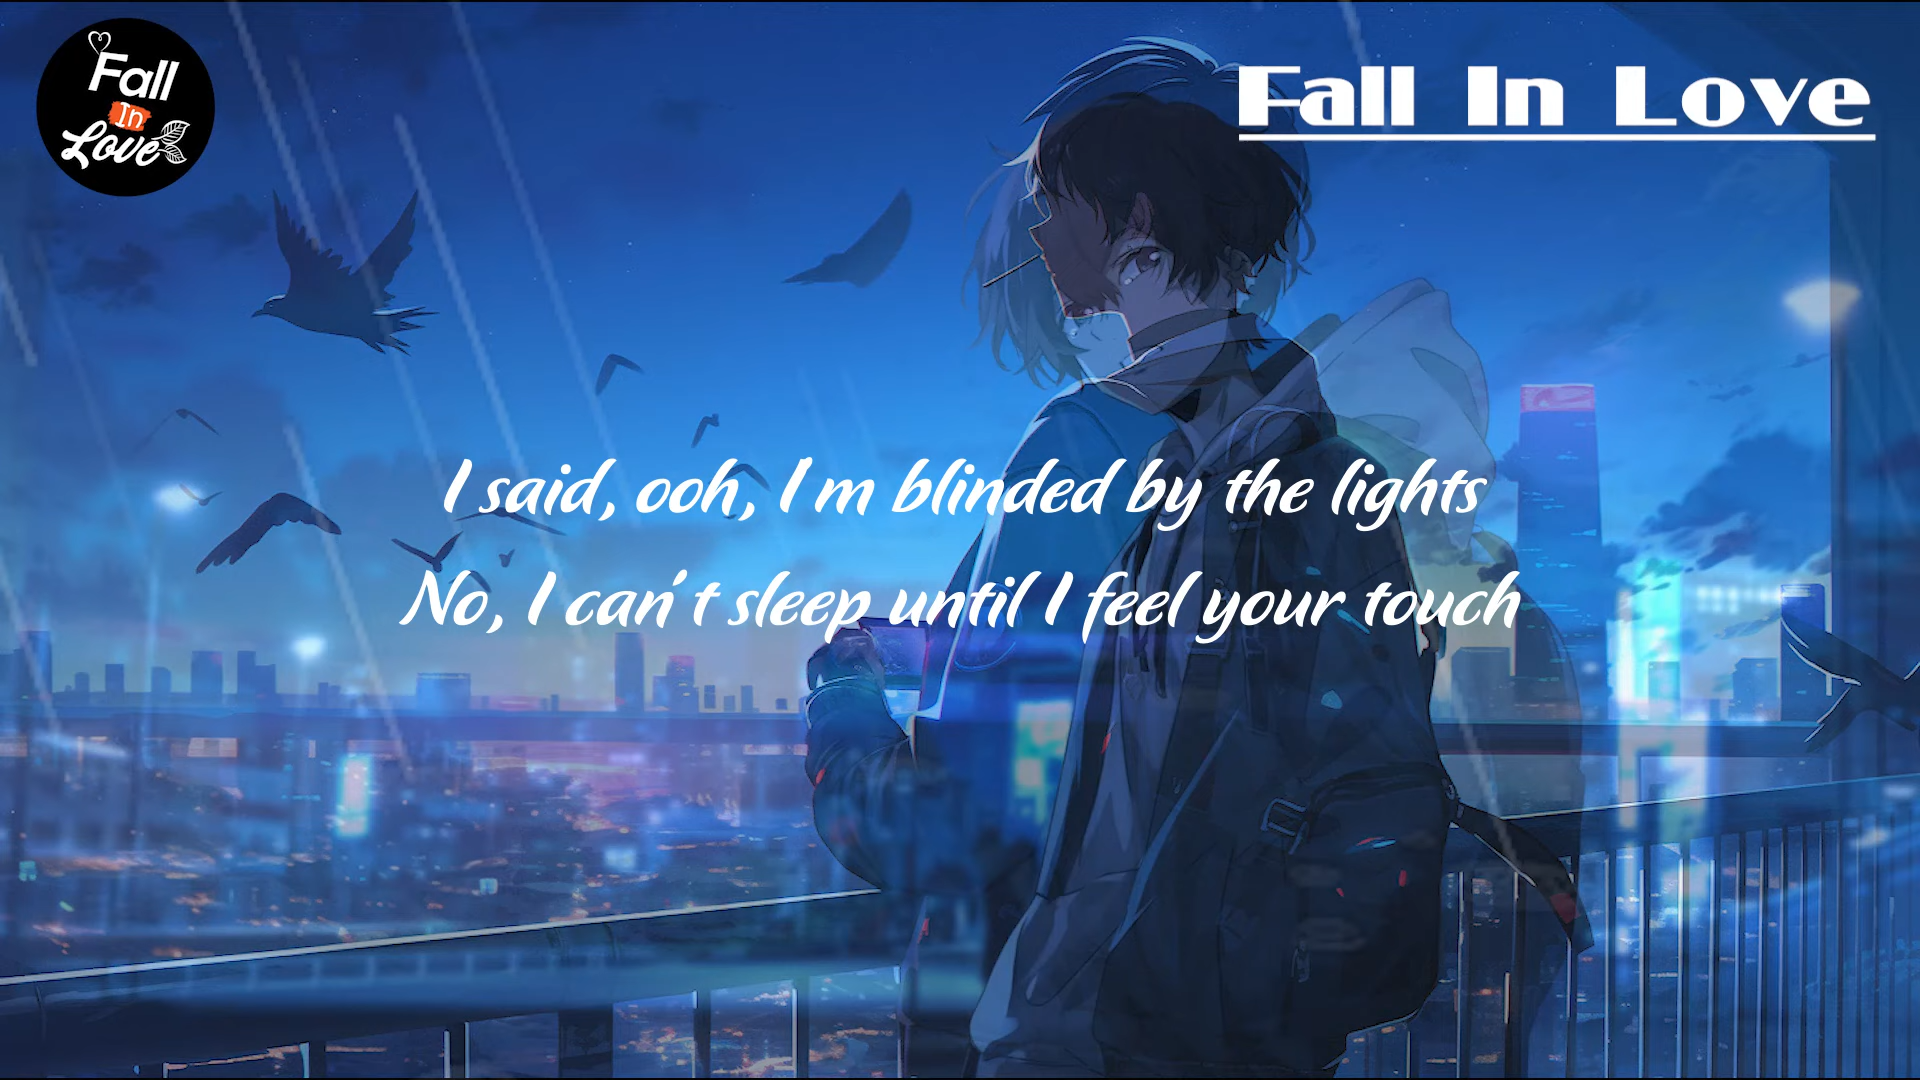 Fall
In
Love
Fall In Love
I said, ooh, I'm blinded by the lights
No, I can't sleep until I feel your touch